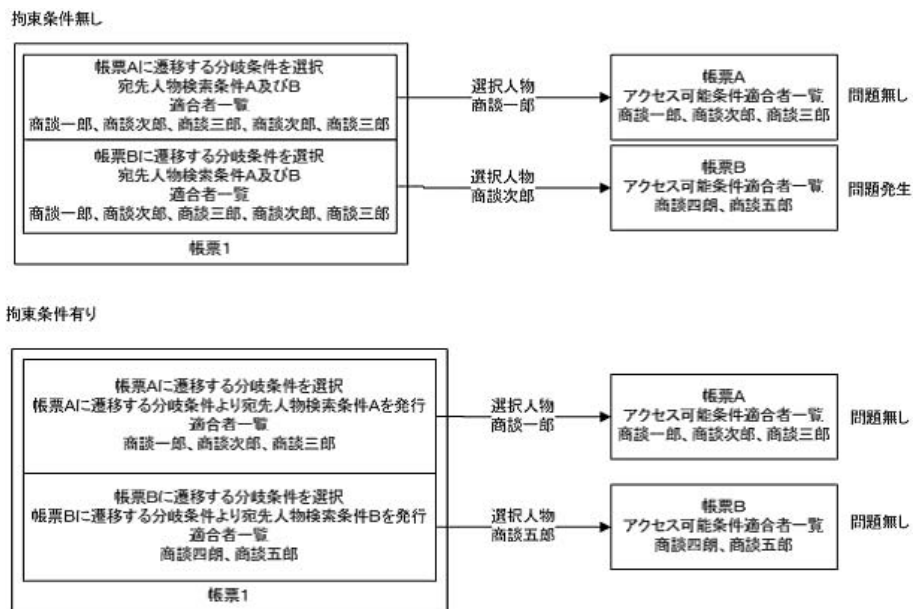 拘束条件無し
帳票Aに遷移する分岐条件を選択
宛先人物検索条件A及びB
適合者一覧
商談一郎、商談次郎、商談三郎、商談次郎、商談三郎
選択人物
商談一郎
帳票A
アクセス可能条件適合者一覧
商談一郎、商談次郎、商談三郎
問題無し
帳票Bに遷移する分岐条件を選択
宛先人物検索条件A及びB
適合者一覧
商談一郎、商談次郎、商談三郎、商談次郎、商談三郎
選択人物
商談次郎
帳票B
アクセス可能条件適合者一覧
商談四朗、商談五郎
問題発生
帳票1
拘束条件有り
帳票Aに遷移する分岐条件を選択
帳票Aに遷移する分岐条件より宛先人物検索条件Aを発行
適合者一覧
商談一郎、商談次郎、商談三郎
選択人物
商談一郎
帳票A
アクセス可能条件適合者一覧
商談一郎、商談次郎、商談三郎
問題無し
帳票Bに遷移する分岐条件を選択
帳票Bに遷移する分岐条件より宛先人物検索条件Bを発行
適合者一覧
商談四朗、商談五郎
選択人物
商談五郎
帳票B
アクセス可能条件適合者一覧
商談四朗、商談五郎
問題無し
帳票1